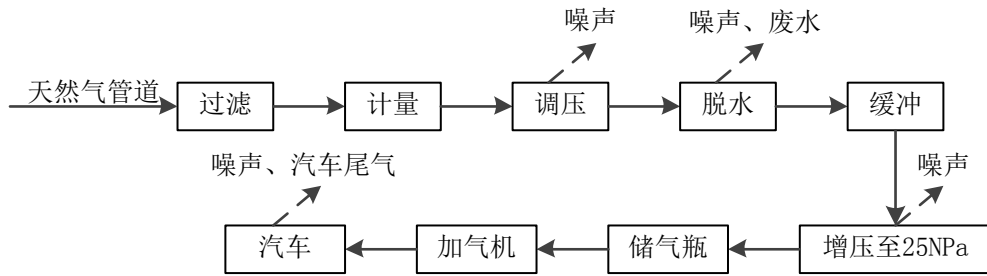 噪声
噪声、废水
天然气管道
过滤
计量
调压
脱水
缓冲
噪声、汽车尾气
噪声
汽车
加气机
储气瓶
增压至25NPa